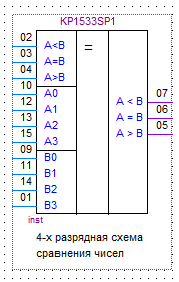 KP1533SP1
02 A<B =
03 A=B
04 A>B
10 A0 A < B 07
12 A1 A = B 06
13 A2 A > B 05
15 A3
09 B0
11 B1
14 B2
01 B3
inst
4-х разрядная схема
сравнения чисел